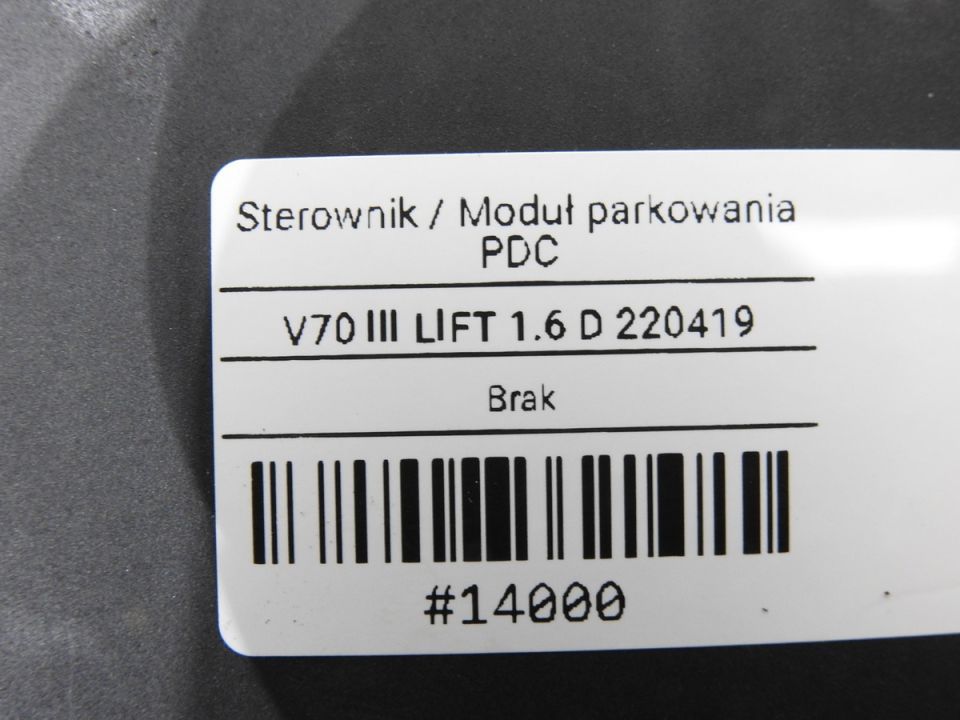 Sterownik / Moduł parkowania
PDC
V70 III LIFT 1.6 D 220419
Brak
#14000